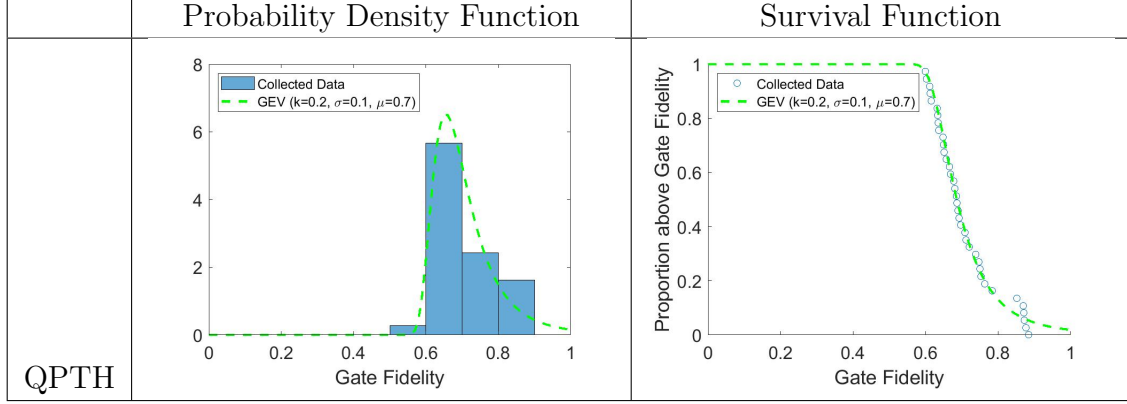 Probability Density Function
Survival Function
8
6
4
2
0
0
0.2
0.4
0.6
0.8
1
Collected Data
GEV (k=0.2, σ=0.1, μ=0.7)
Gate Fidelity
Proportion above Gate Fidelity
1
0.8
0.6
0.4
0.2
0
0
0.2
0.4
0.6
0.8
1
Collected Data
GEV (k=0.2, σ=0.1, μ=0.7)
Gate Fidelity
QPTH